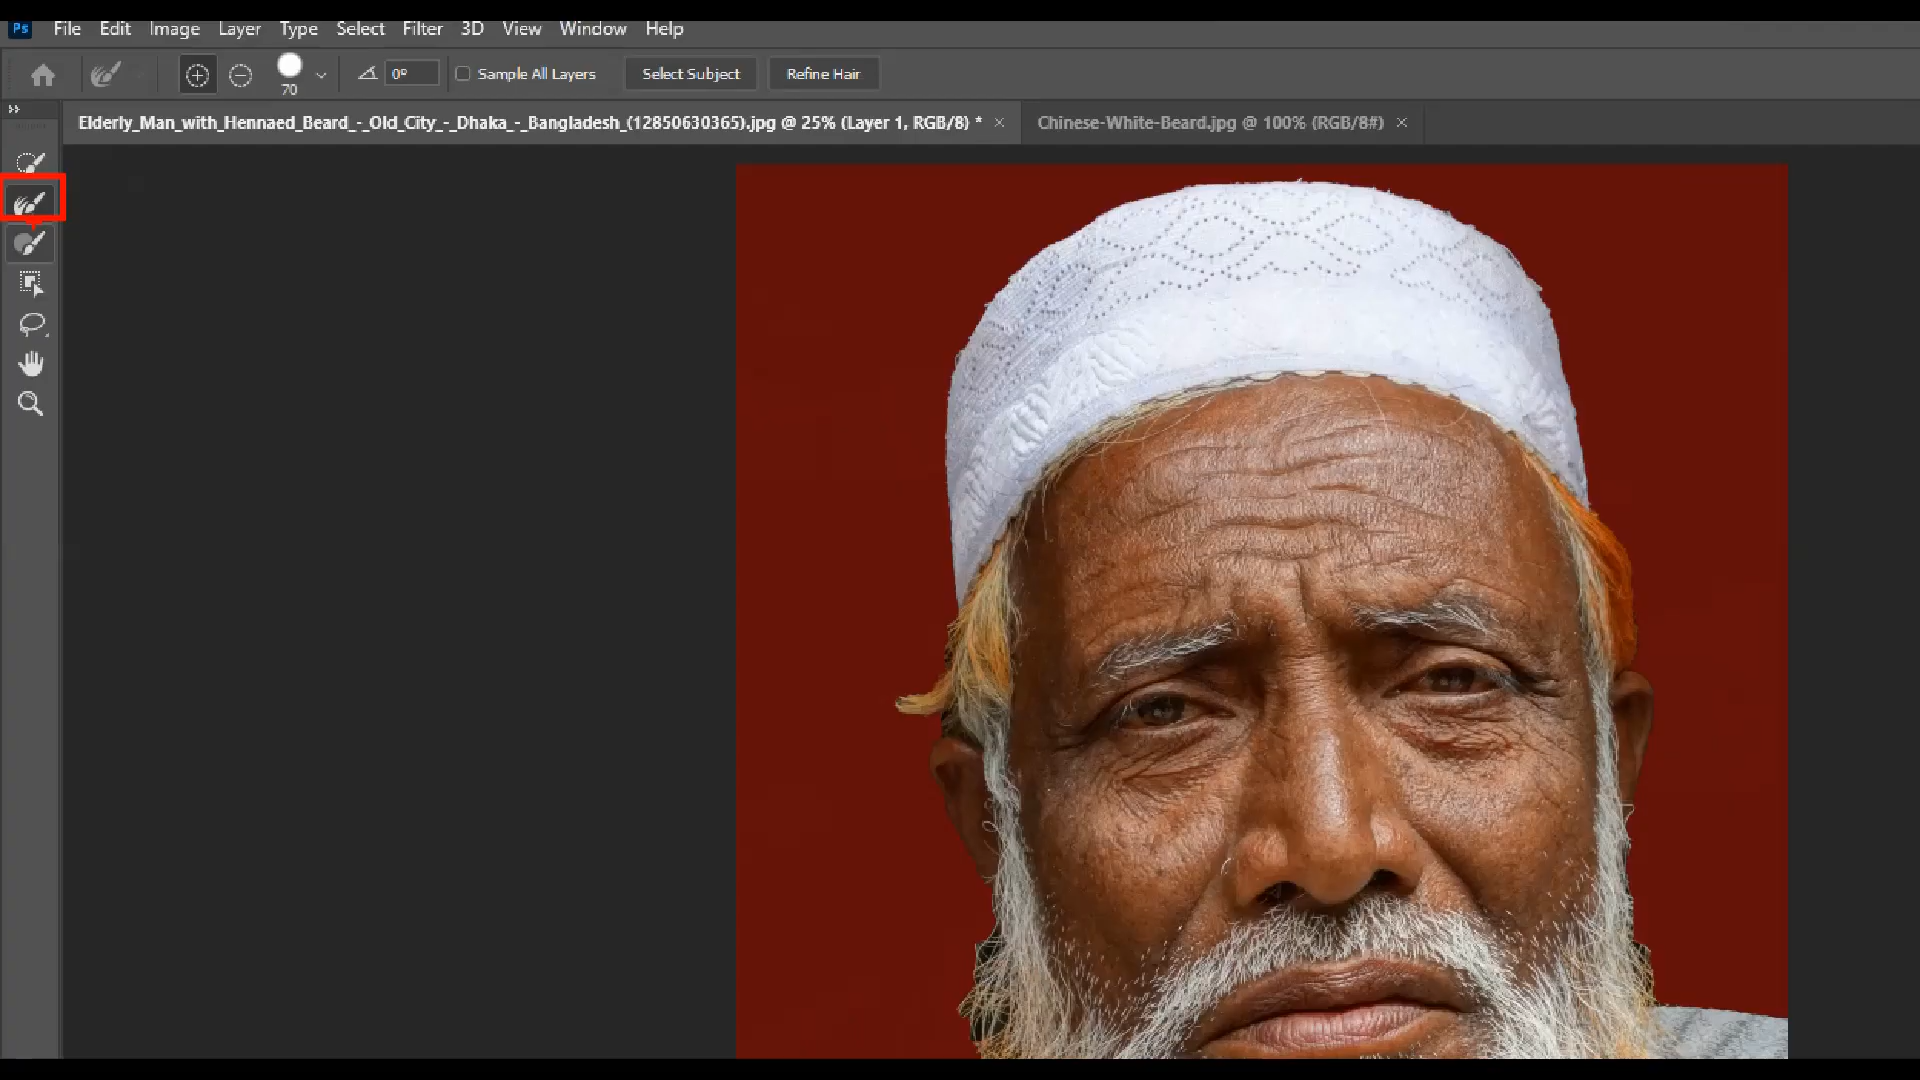 Ps File Edit Image Layer Type Select Filter 3D View Window Help
70 0° Sample All Layers Select Subject Refine Hair
Elderly_Man_with_Hennaed_Beard_-_Old_City_-_Dhaka_-_Bangladesh_(12850630365).jpg @ 25% (Layer 1, RGB/8) * × Chinese-White-Beard.jpg @ 100% (RGB/8#) ×